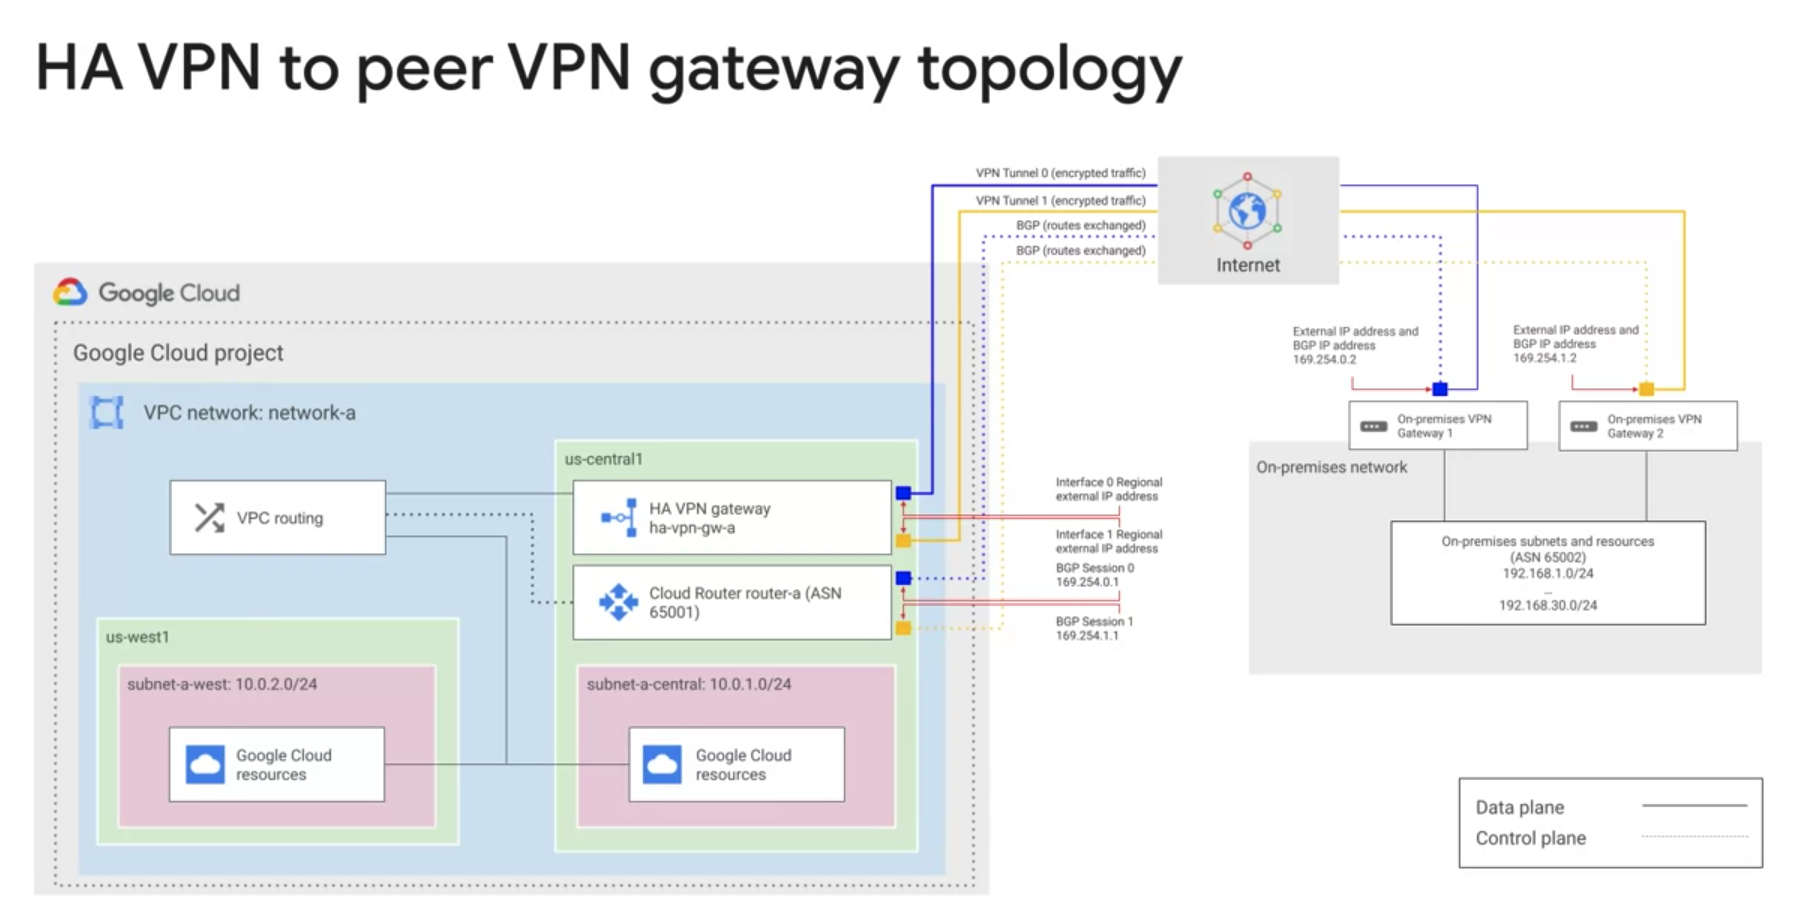 HA VPN to peer VPN gateway topology
VPN Tunnel 0 (encrypted traffic)
VPN Tunnel 1 (encrypted traffic)
BGP (routes exchanged)
BGP (routes exchanged)
Internet
Google Cloud
Google Cloud project
VPC network: network-a
VPC routing
us-central1
HA VPN gateway
ha-vpn-gw-a
Cloud Router router-a (ASN
65001)
us-west1
subnet-a-west: 10.0.2.0/24
Google Cloud
resources
subnet-a-central: 10.0.1.0/24
Google Cloud
resources
Interface 0 Regional
external IP address
Interface 1 Regional
external IP address
BGP Session 0
169.254.0.1
BGP Session 1
169.254.1.1
External IP address and
BGP IP address
169.254.0.2
External IP address and
BGP IP address
169.254.1.2
On-premises VPN
Gateway 1
On-premises VPN
Gateway 2
On-premises network
On-premises subnets and resources
(ASN 65002)
192.168.1.0/24
...
192.168.30.0/24
Data plane
Control plane